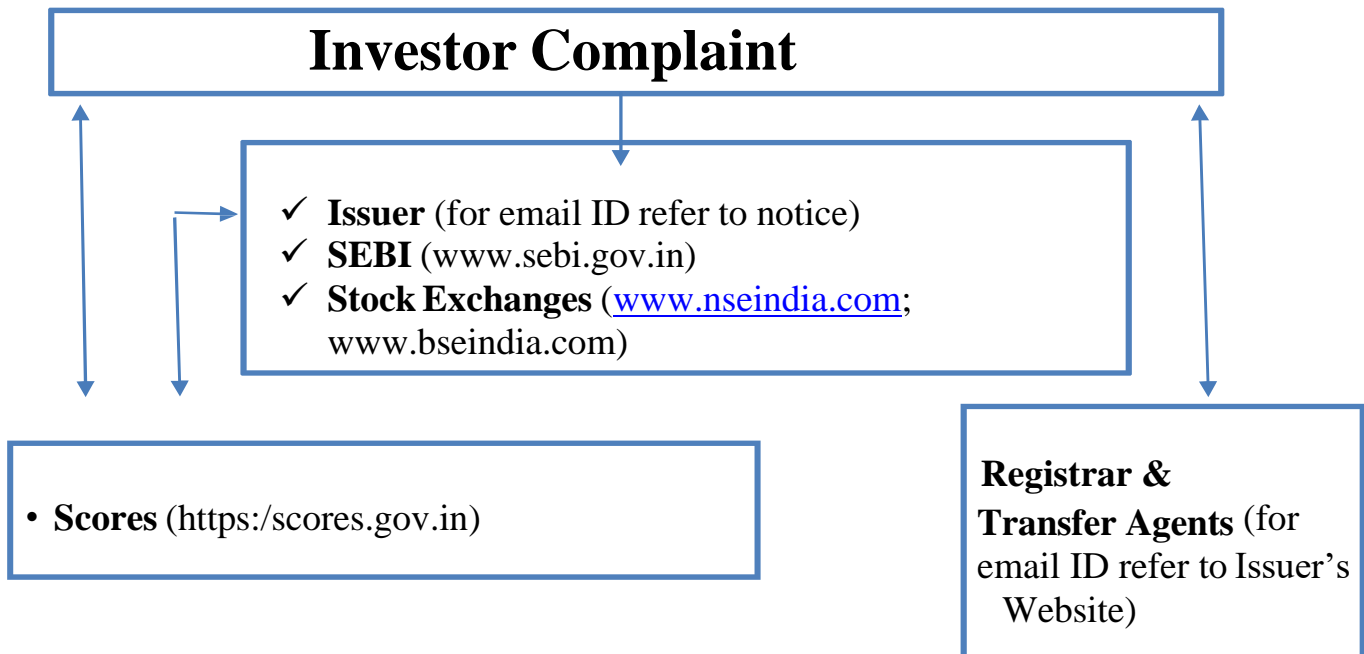 Investor Complaint
✓ Issuer (for email ID refer to notice)
✓ SEBI (www.sebi.gov.in)
✓ Stock Exchanges (www.nseindia.com;
www.bseindia.com)
• Scores (https:/scores.gov.in)
Registrar &
Transfer Agents (for
email ID refer to Issuer’s
Website)